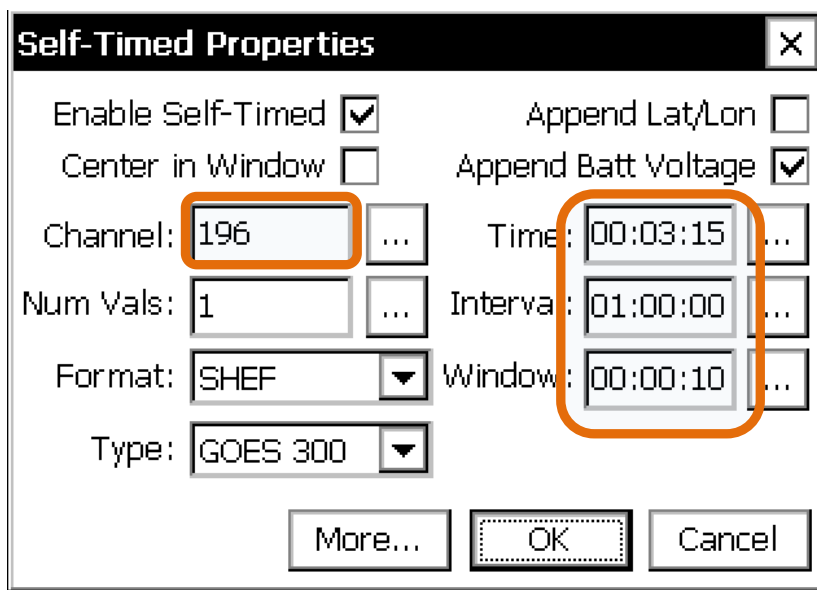 Self-Timed Properties
Enable Self-Timed Append Lat/Lon
Center in Window Append Batt Voltage
Channel: 196 ... Time: 00:03:15 ...
Num Vals: 1 ... Interval: 01:00:00 ...
Format: SHEF Window: 00:00:10 ...
Type: GOES 300
More... OK Cancel